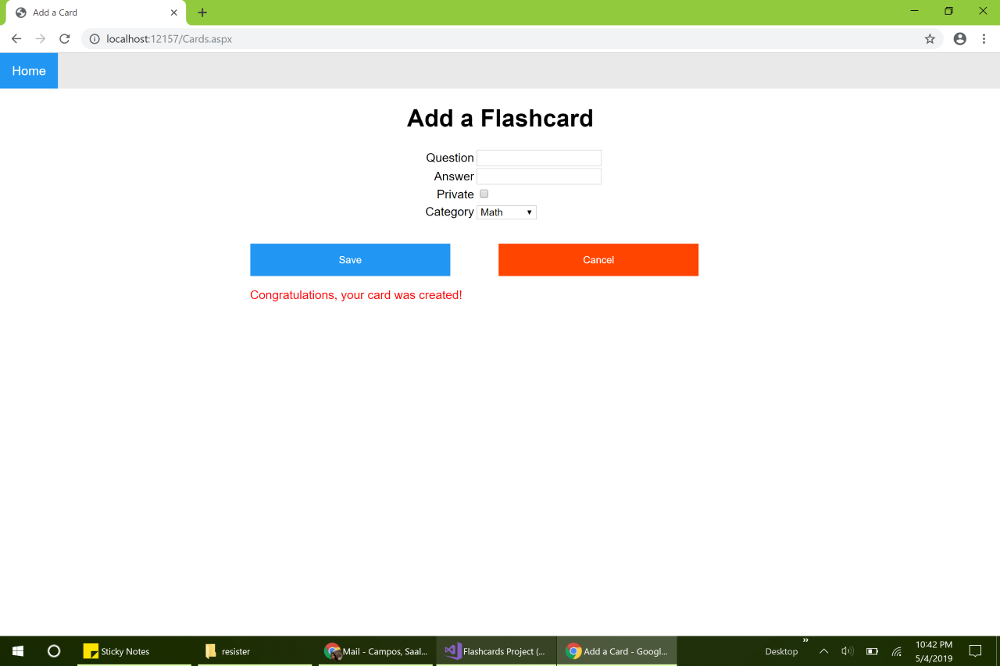 Add a Card
localhost:12157/Cards.aspx
Home
Add a Flashcard
Question
Answer
Private
Category Math
Save Cancel
Congratulations, your card was created!
Sticky Notes resister Mail - Campos, Saal... Flashcards Project (... Add a Card - Googl... Desktop 10:42 PM
5/4/2019